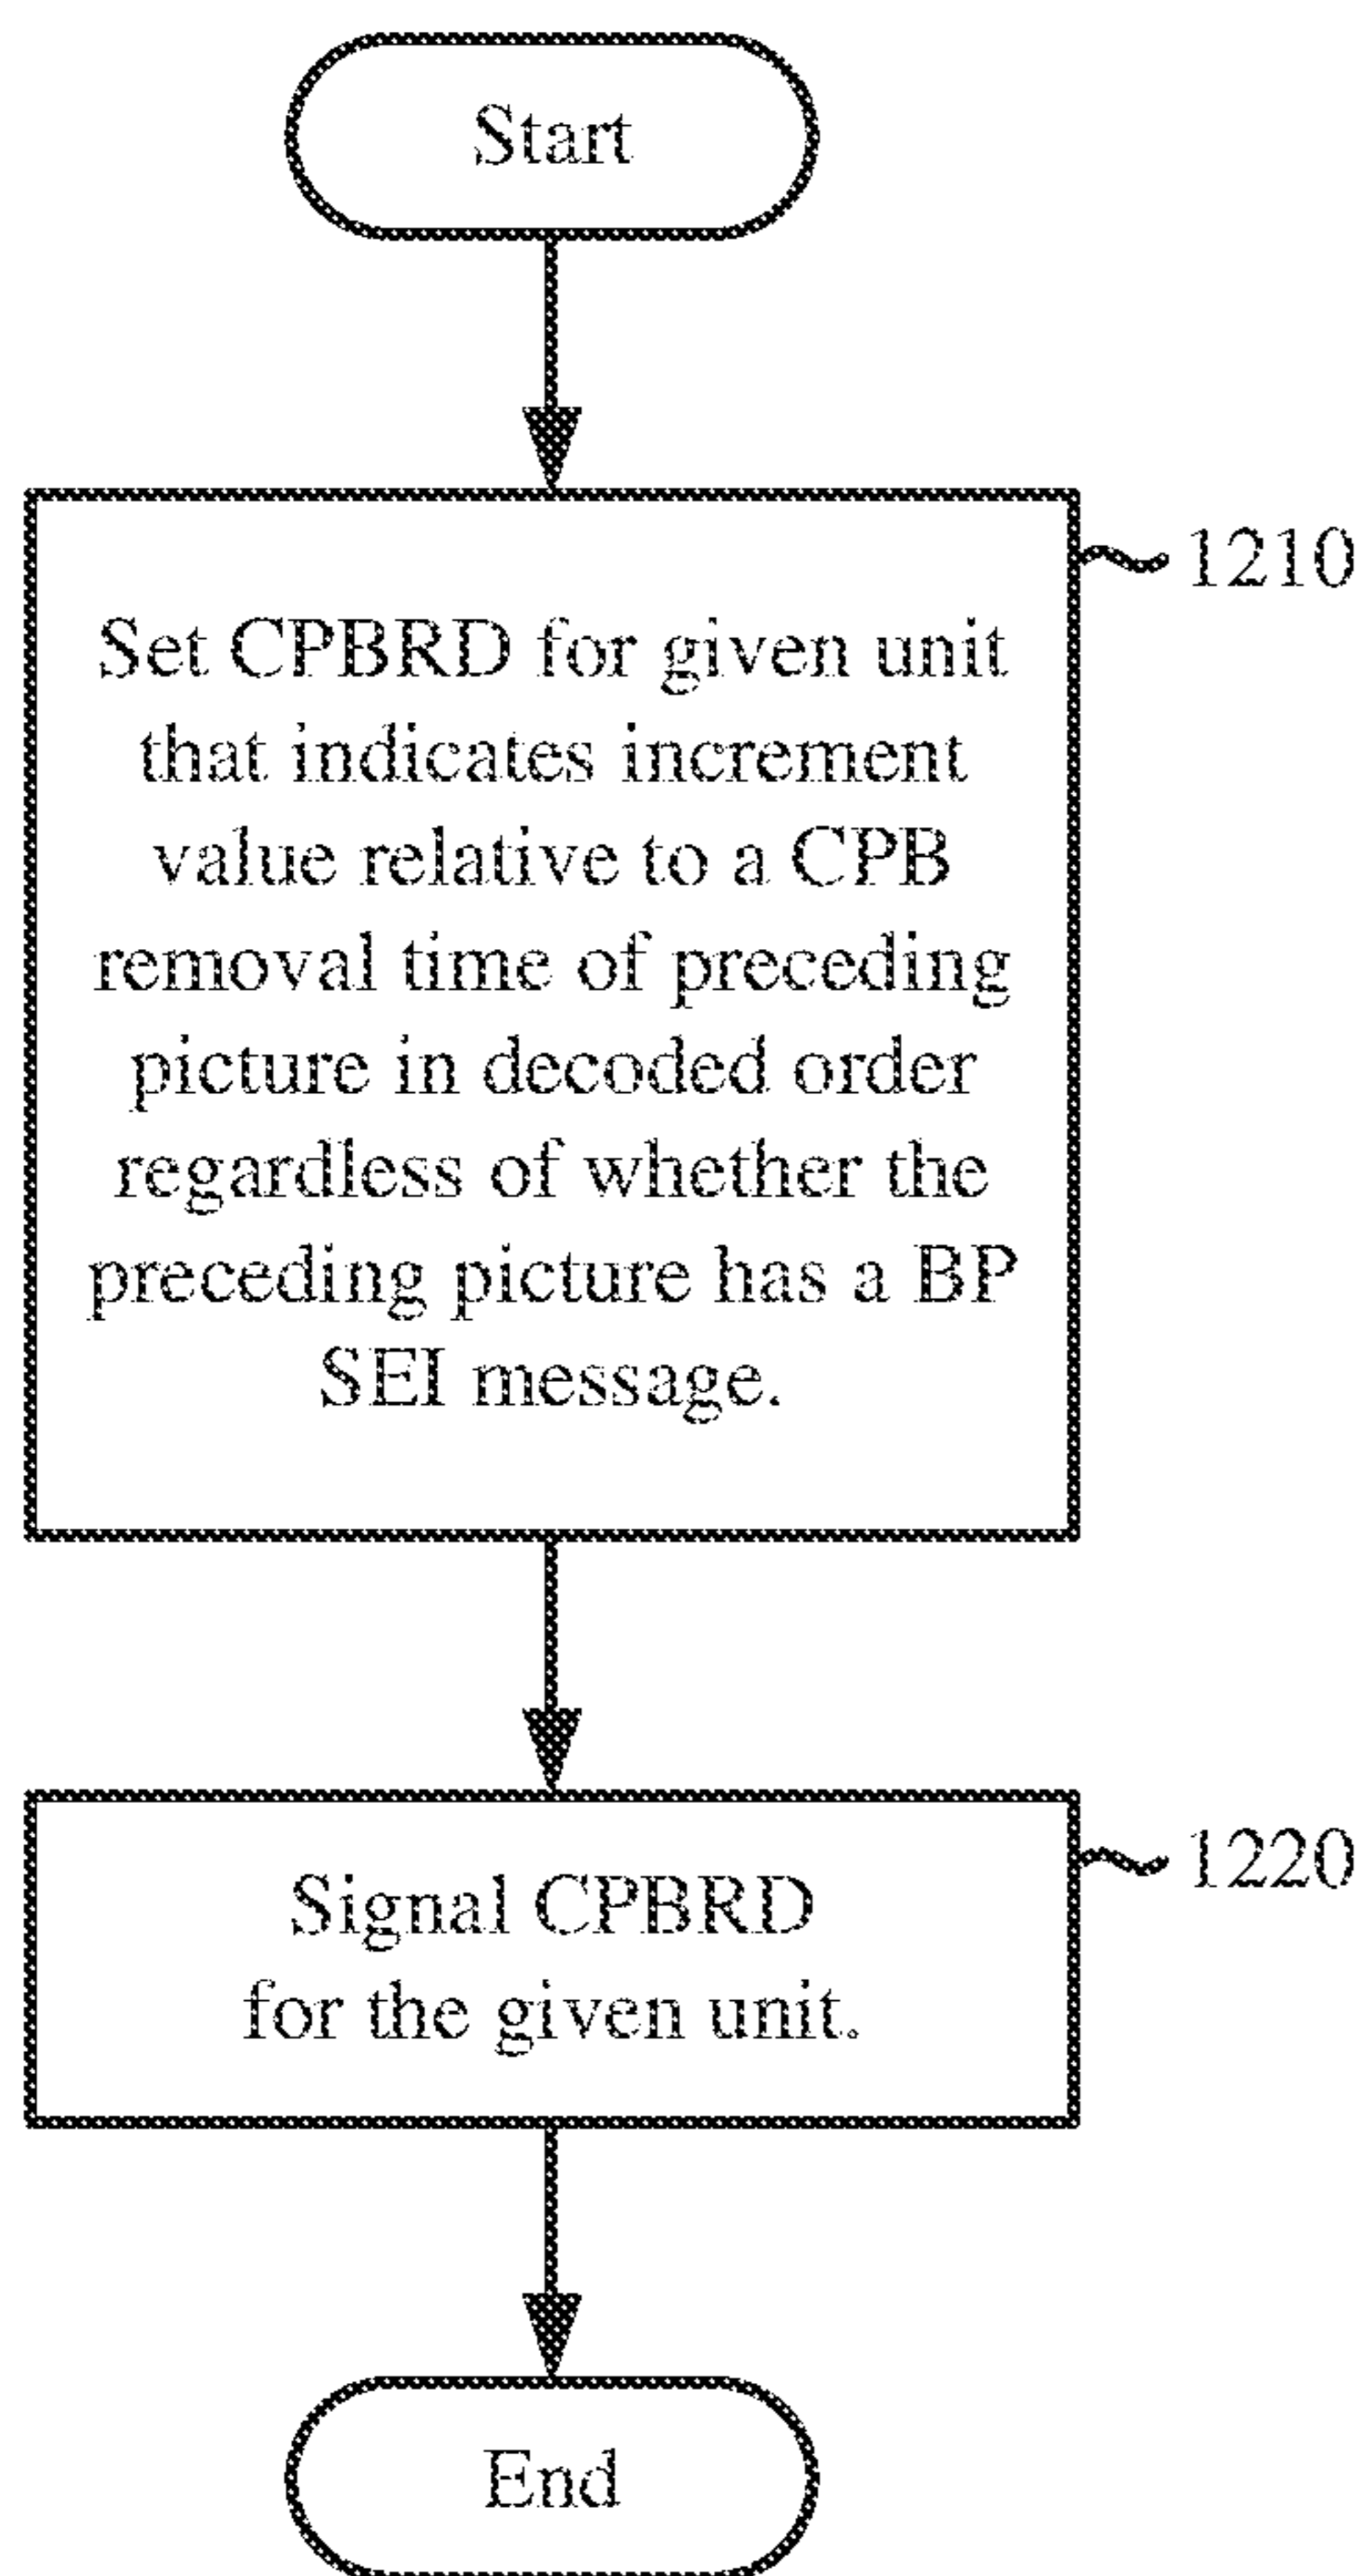 Start
1210
Set CPBRD for given unit
that indicates increment
value relative to a CPB
removal time of preceding
picture in decoded order
regardless of whether the
preceding picture has a BP
SEI message.
1220
Signal CPBRD
for the given unit.
End